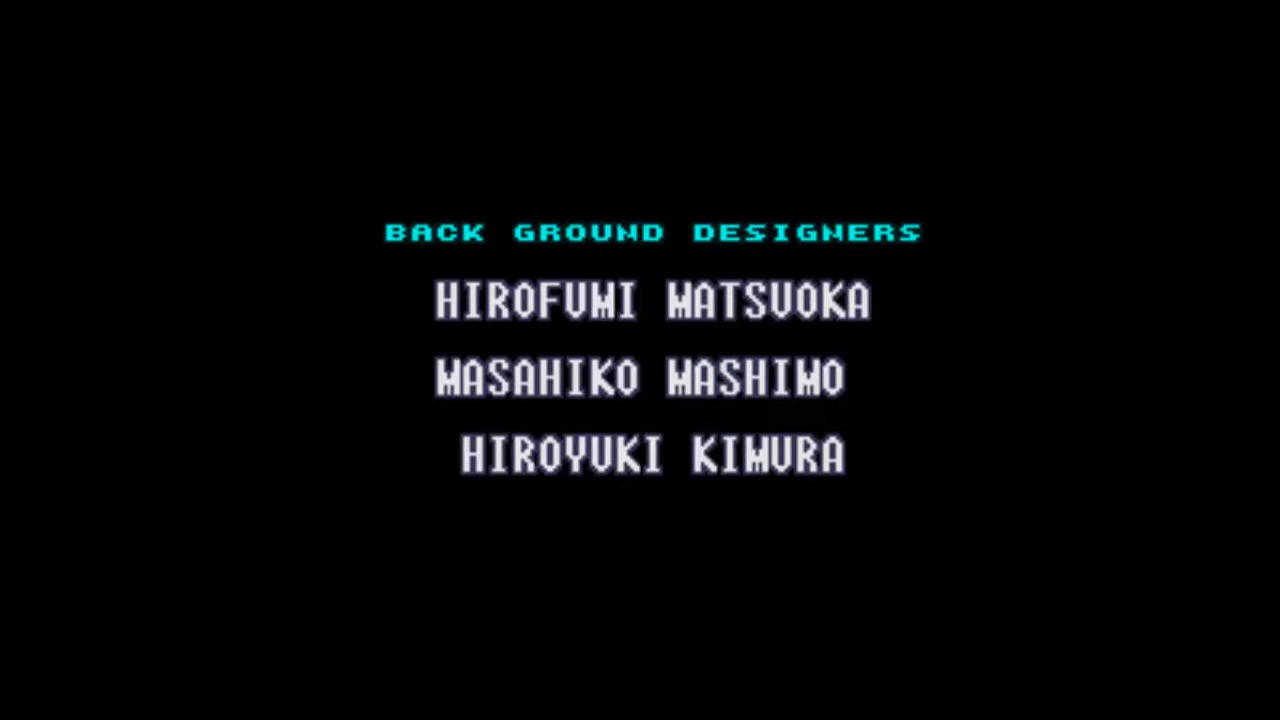 BACK GROUND DESIGNERS
HIROFUMI MATSUOKA
MASAHIKO MASHIMO
HIROYUKI KIMURA